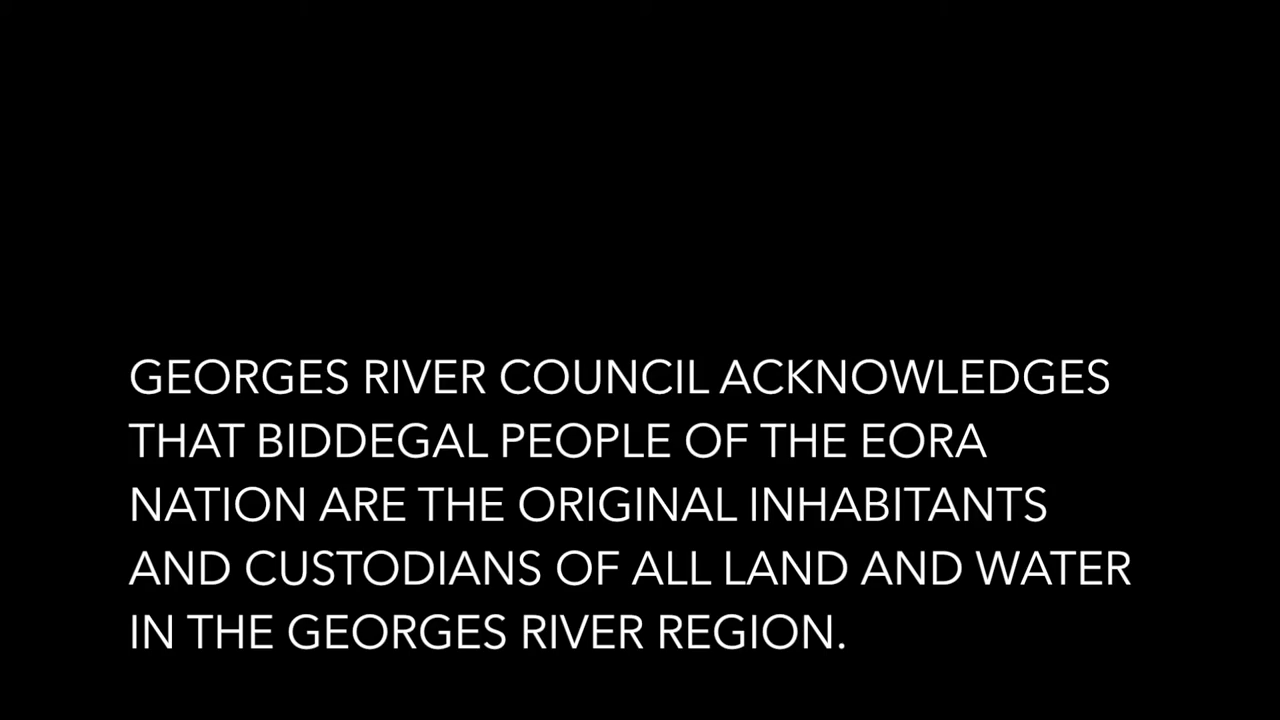 GEORGES RIVER COUNCIL ACKNOWLEDGES
THAT BIDDEGAL PEOPLE OF THE EORA
NATION ARE THE ORIGINAL INHABITANTS
AND CUSTODIANS OF ALL LAND AND WATER
IN THE GEORGES RIVER REGION.